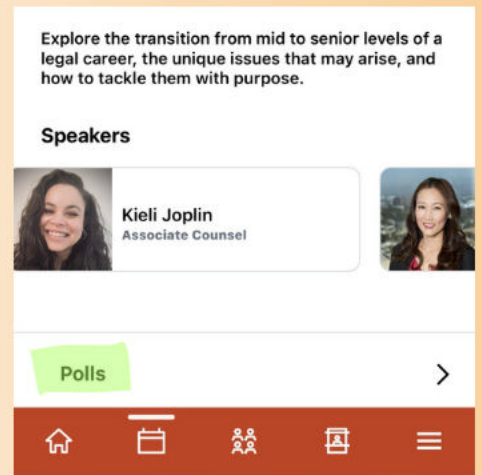 Explore the transition from mid to senior levels of a
legal career, the unique issues that may arise, and
how to tackle them with purpose.
Speakers
Kieli Joplin
Associate Counsel
Polls